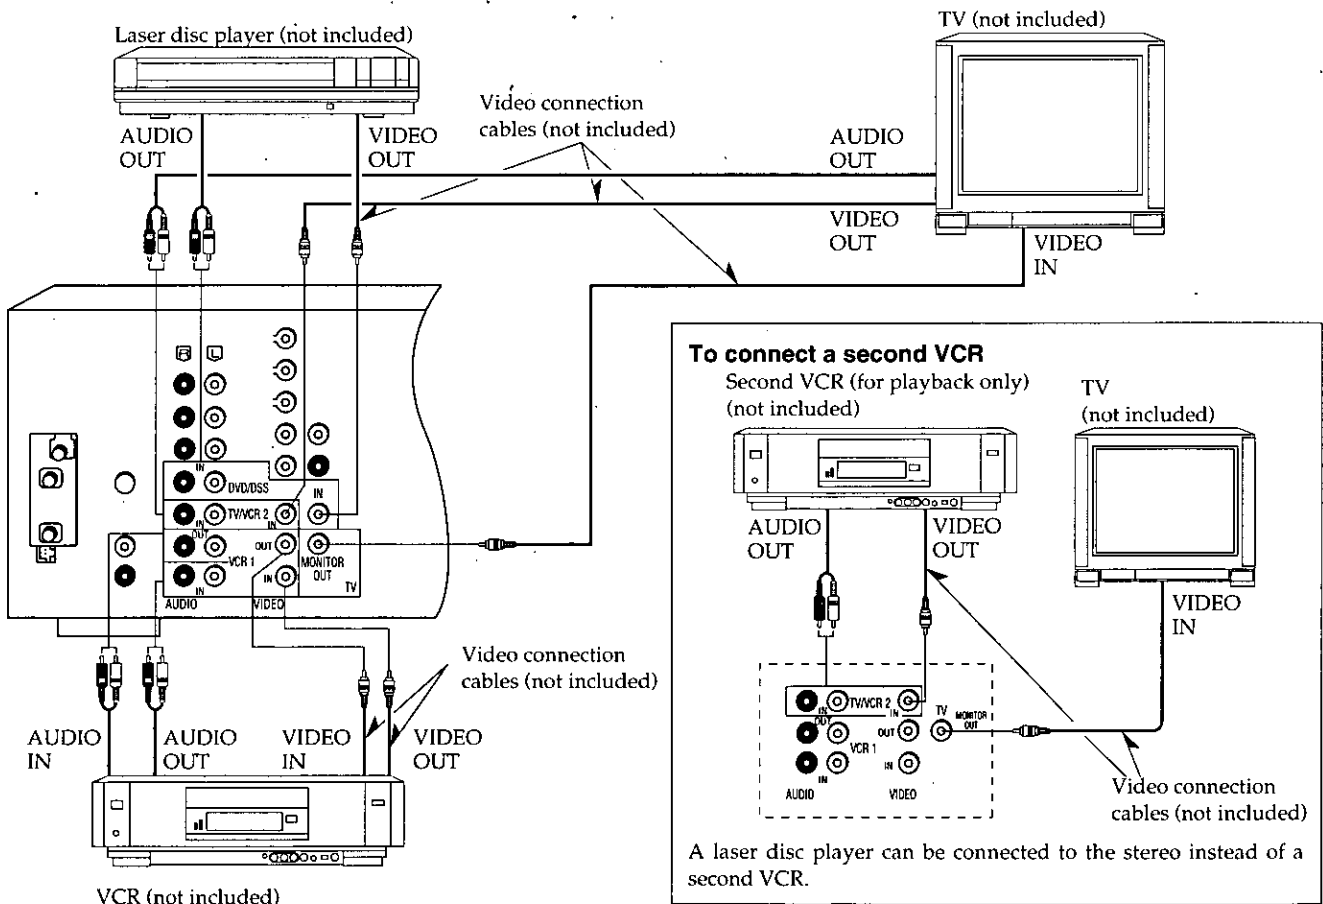 Laser disc player (not included)
TV (not included)
Video connection
cables (not included)
AUDIO
OUT
VIDEO
OUT
AUDIO
OUT
VIDEO
OUT
VIDEO
IN
R L
IN
DVD/DSS
IN
IN
TV/VCR 2
IN
OUT
VCR 1
OUT
MONITOR
OUT
IN
IN
TV
AUDIO
VIDEO
Video connection
cables (not included)
AUDIO
IN
AUDIO
OUT
VIDEO
IN
VIDEO
OUT
VCR (not included)
To connect a second VCR
Second VCR (for playback only)
(not included)
TV
(not included)
AUDIO
OUT
VIDEO
OUT
VIDEO
IN
IN
TV/VCR 2
IN
TV
MONITOR
OUT
OUT
OUT
VCR 1
IN
IN
AUDIO
VIDEO
Video connection
cables (not included)
A laser disc player can be connected to the stereo instead of a
second VCR.